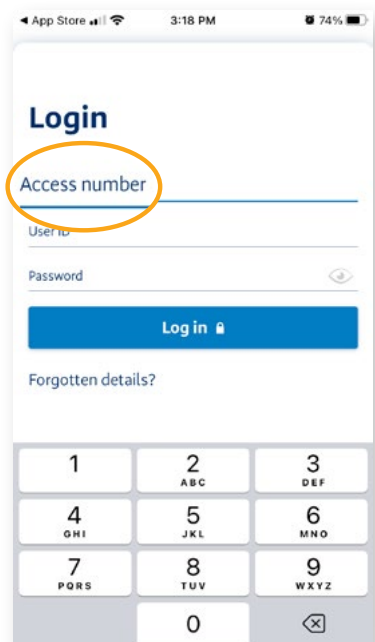 ◀ App Store 3:18 PM 74%
Login
Access number
User ID
Password
Log in
Forgotten details?
1 2 3
ABC DEF
4 5 6
GHI JKL MNO
7 8 9
PQRS TUV WXYZ
0